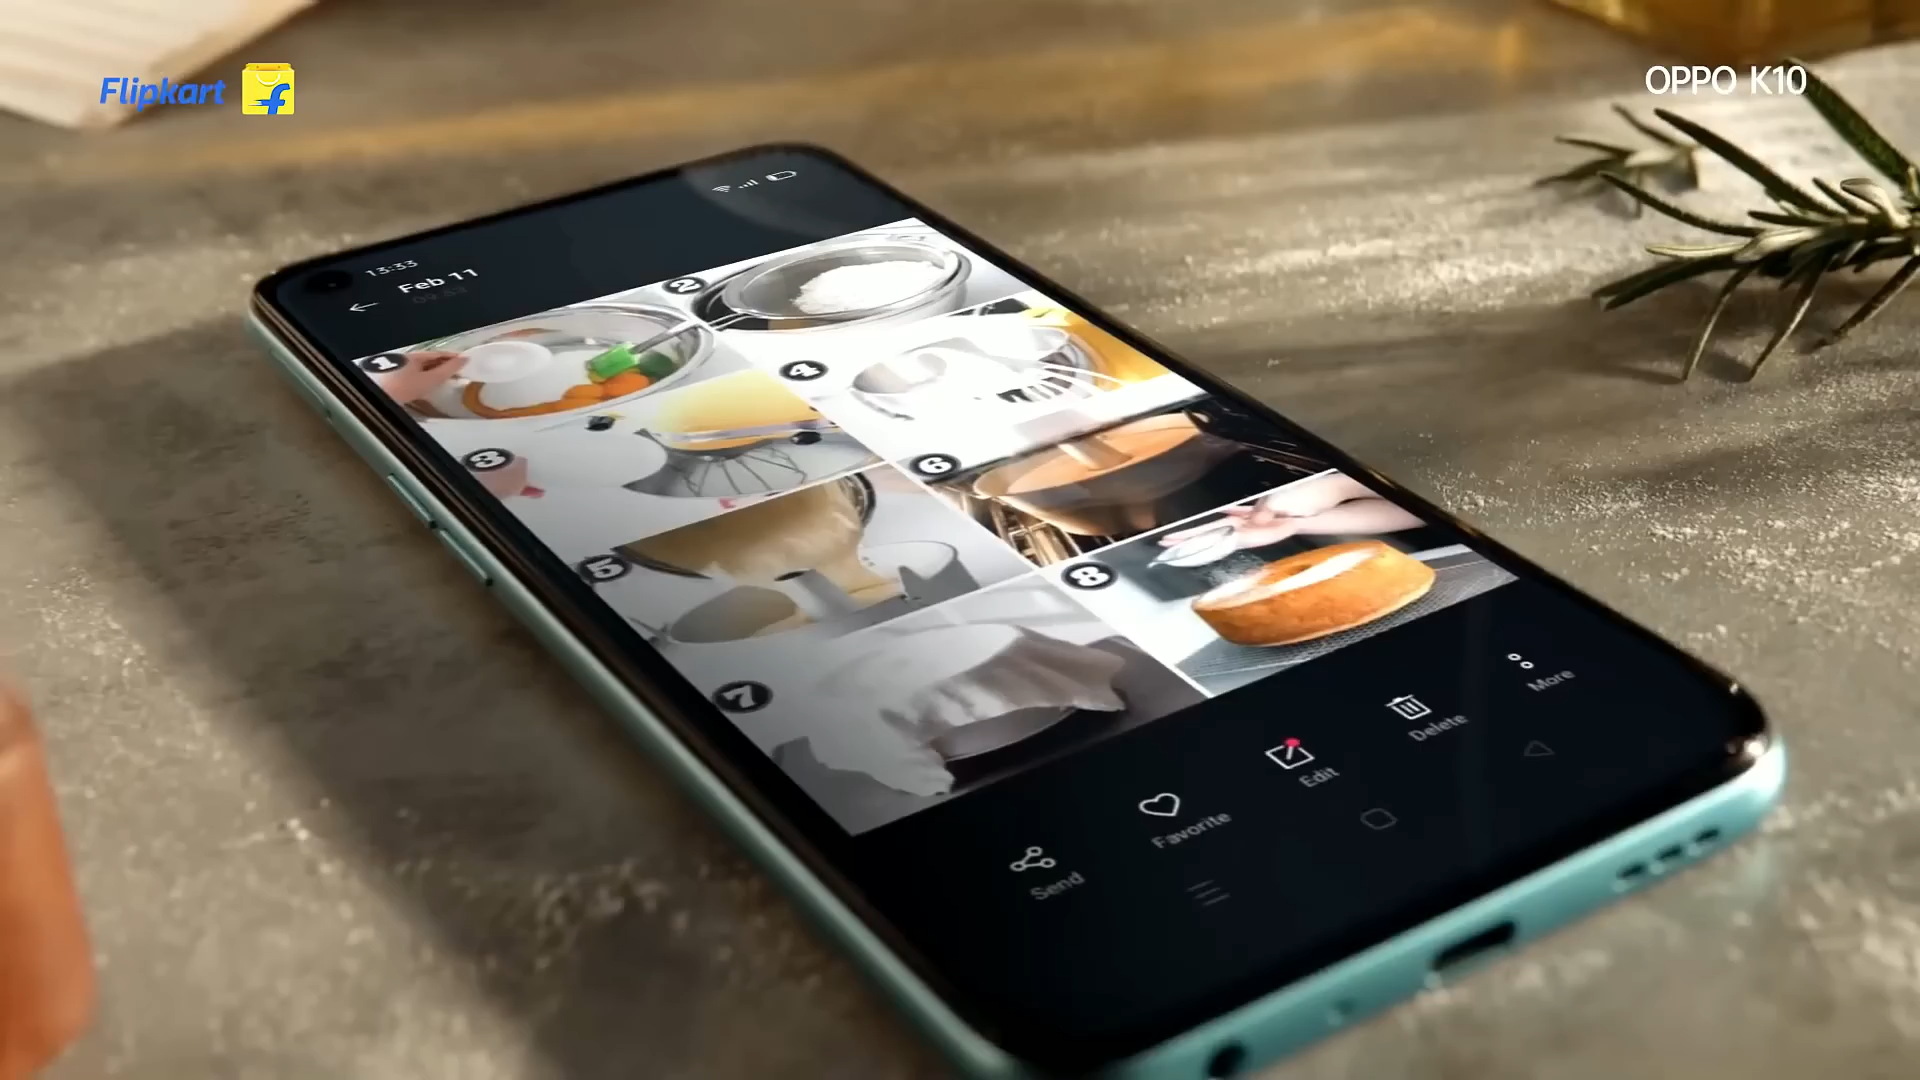 Flipkart
OPPO K10
13:33
Feb 11
1
2
3
4
5
6
7
8
Send
Favorite
Edit
Delete
More